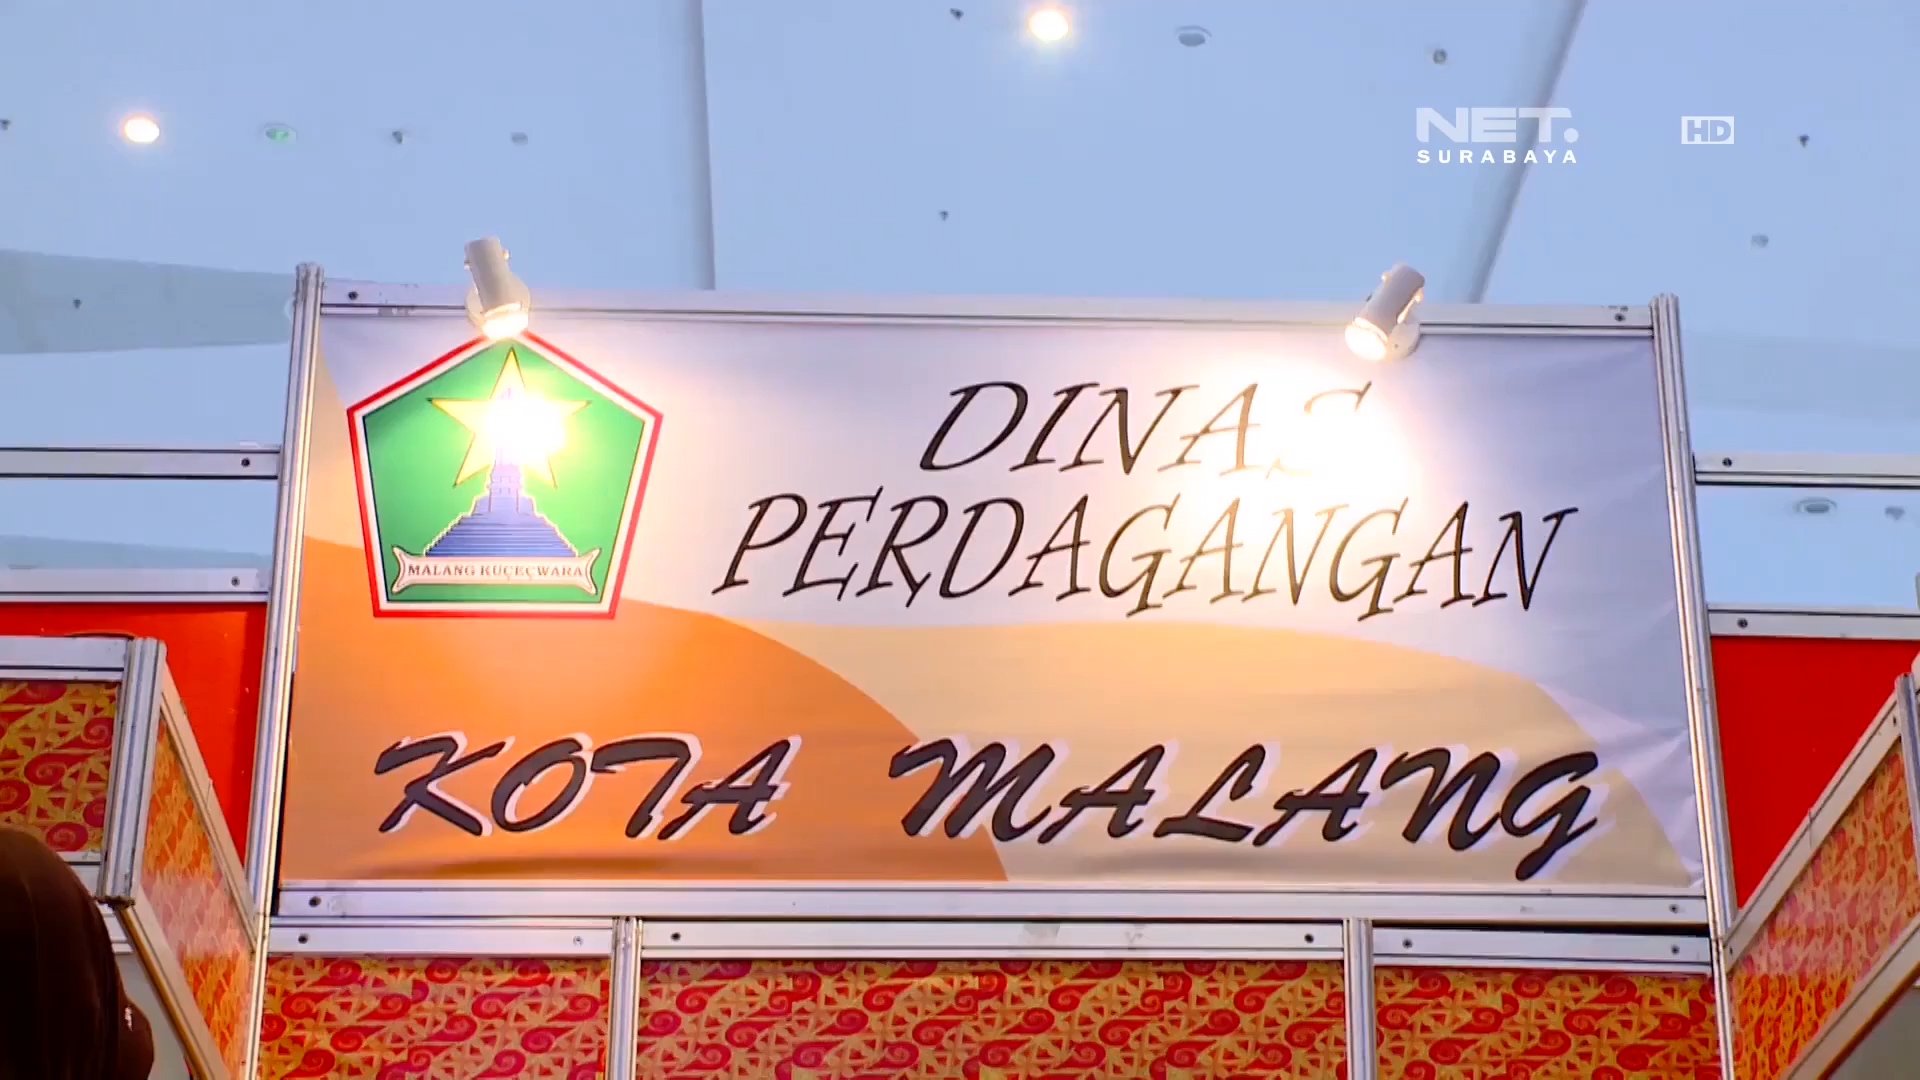 NET.
SURABAYA
HD
DINAS
PERDAGANGAN
MALANG KUÇEÇWARA
KOTA MALANG